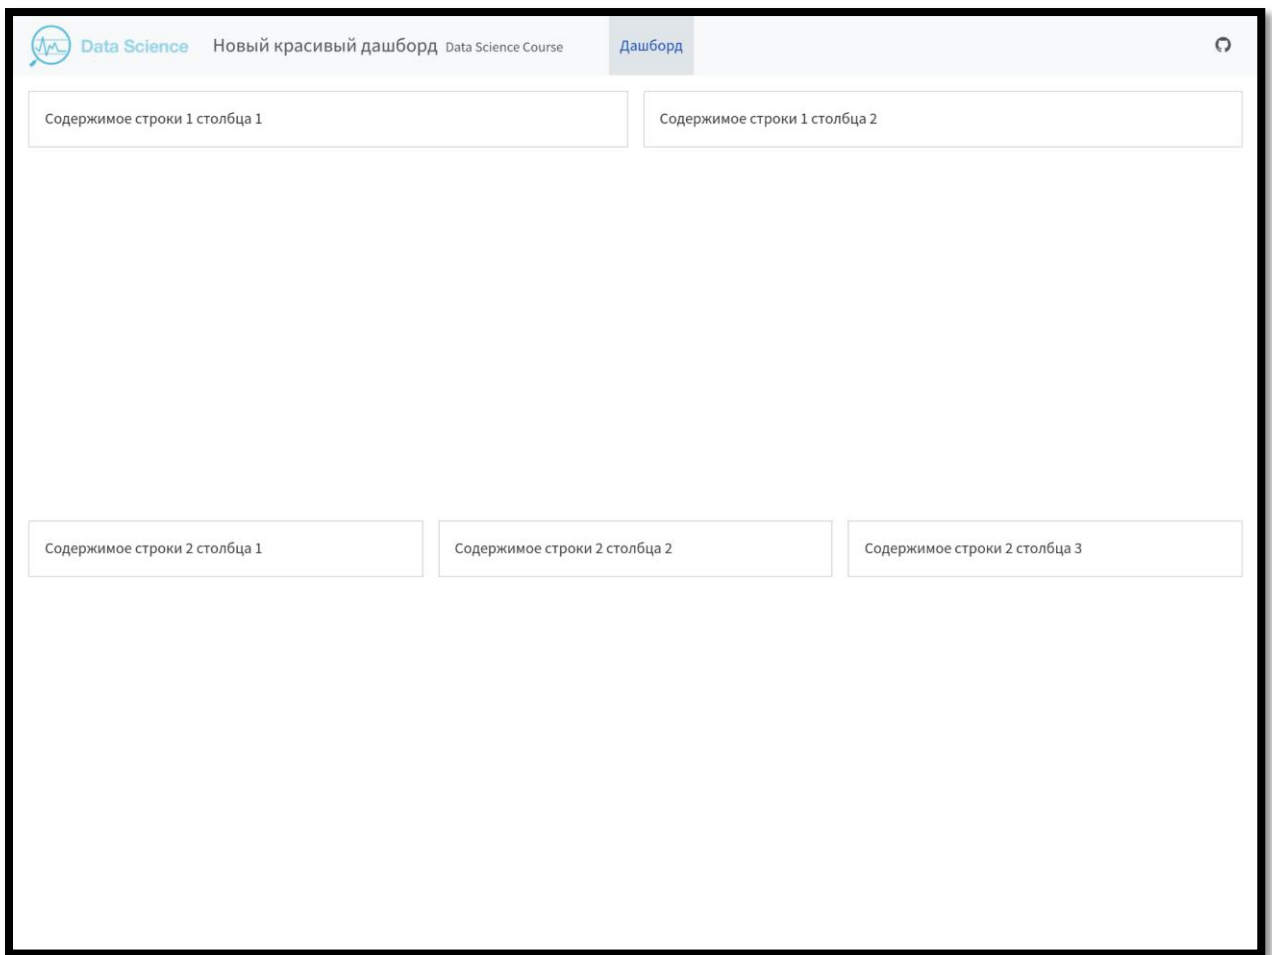 Data Science Новый красивый дашборд Data Science Course Дашборд
Содержимое строки 1 столбца 1 Содержимое строки 1 столбца 2
Содержимое строки 2 столбца 1 Содержимое строки 2 столбца 2 Содержимое строки 2 столбца 3